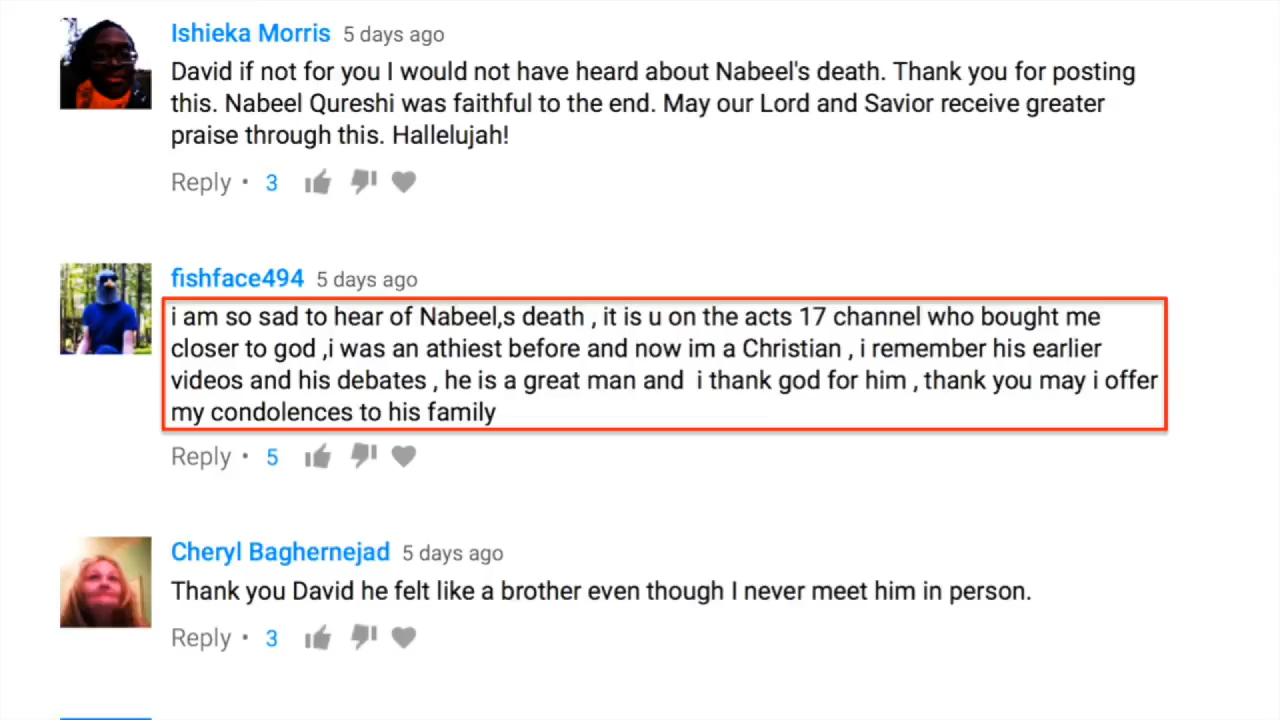 Ishieka Morris 5 days ago
David if not for you I would not have heard about Nabeel's death. Thank you for posting
this. Nabeel Qureshi was faithful to the end. May our Lord and Savior receive greater
praise through this. Hallelujah!
Reply • 3
fishface494 5 days ago
i am so sad to hear of Nabeel,s death , it is u on the acts 17 channel who bought me
closer to god ,i was an athiest before and now im a Christian , i remember his earlier
videos and his debates , he is a great man and  i thank god for him , thank you may i offer
my condolences to his family
Reply • 5
Cheryl Baghernejad 5 days ago
Thank you David he felt like a brother even though I never meet him in person.
Reply • 3